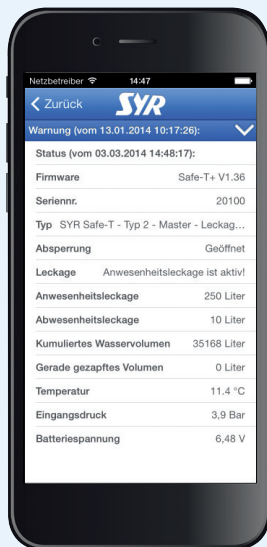 Netzbetreiber 14:47
Zurück SYR
Warnung (vom 13.01.2014 10:17:26):
Status (vom 03.03.2014 14:48:17):
Firmware Safe-T+ V1.36
Seriennr. 20100
Typ SYR Safe-T - Typ 2 - Master - Leckag...
Absperrung Geöffnet
Leckage Anwesenheitsleckage ist aktiv!
Anwesenheitsleckage 250 Liter
Abwesenheitsleckage 10 Liter
Kumuliertes Wasservolumen 35168 Liter
Gerade gezapftes Volumen 0 Liter
Temperatur 11.4 °C
Eingangsdruck 3,9 Bar
Batteriespannung 6,48 V